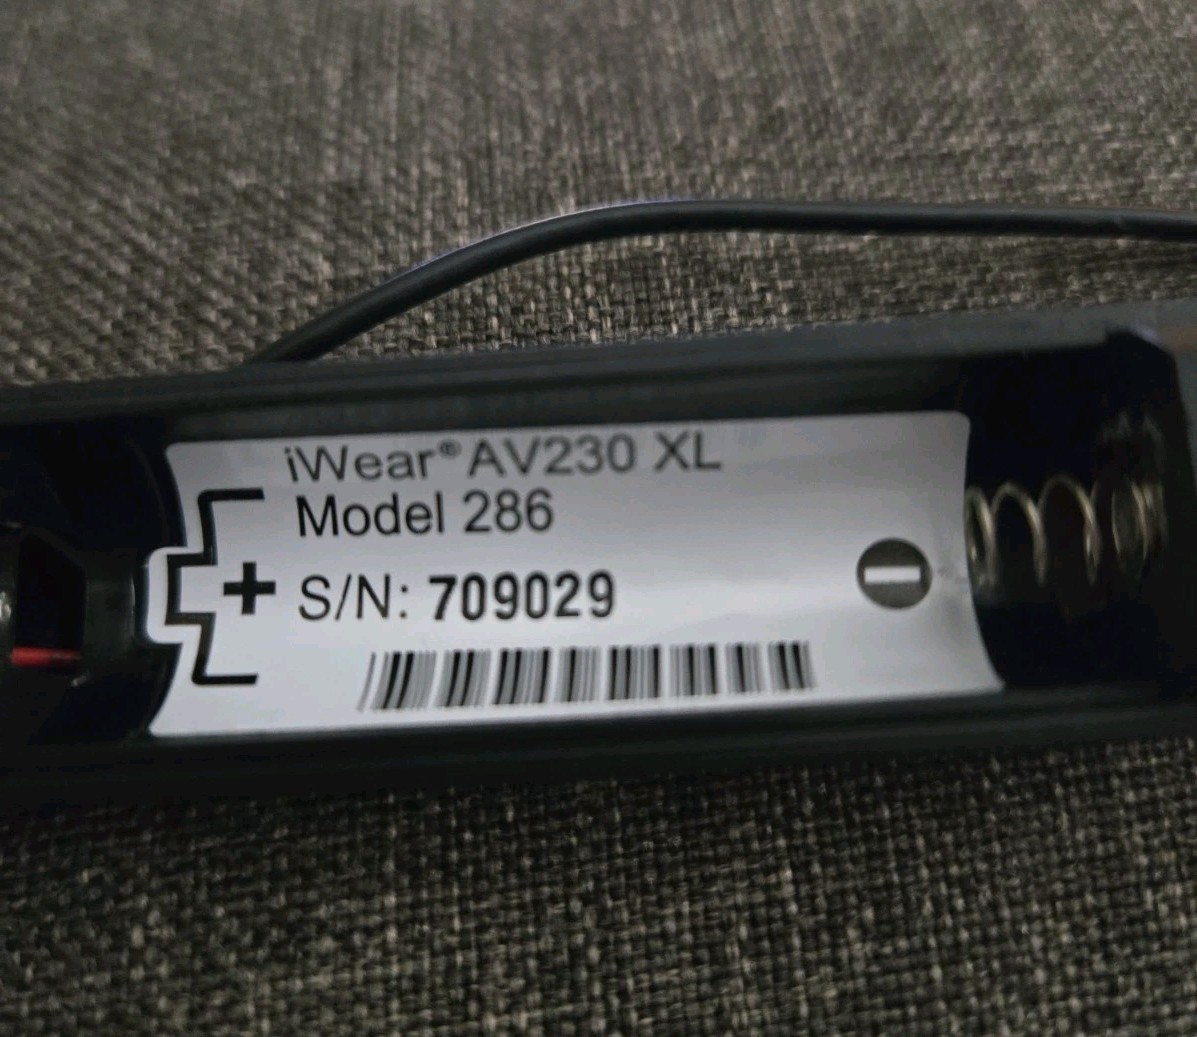 iWear® AV230 XL
Model 286
+ S/N: 709029 -